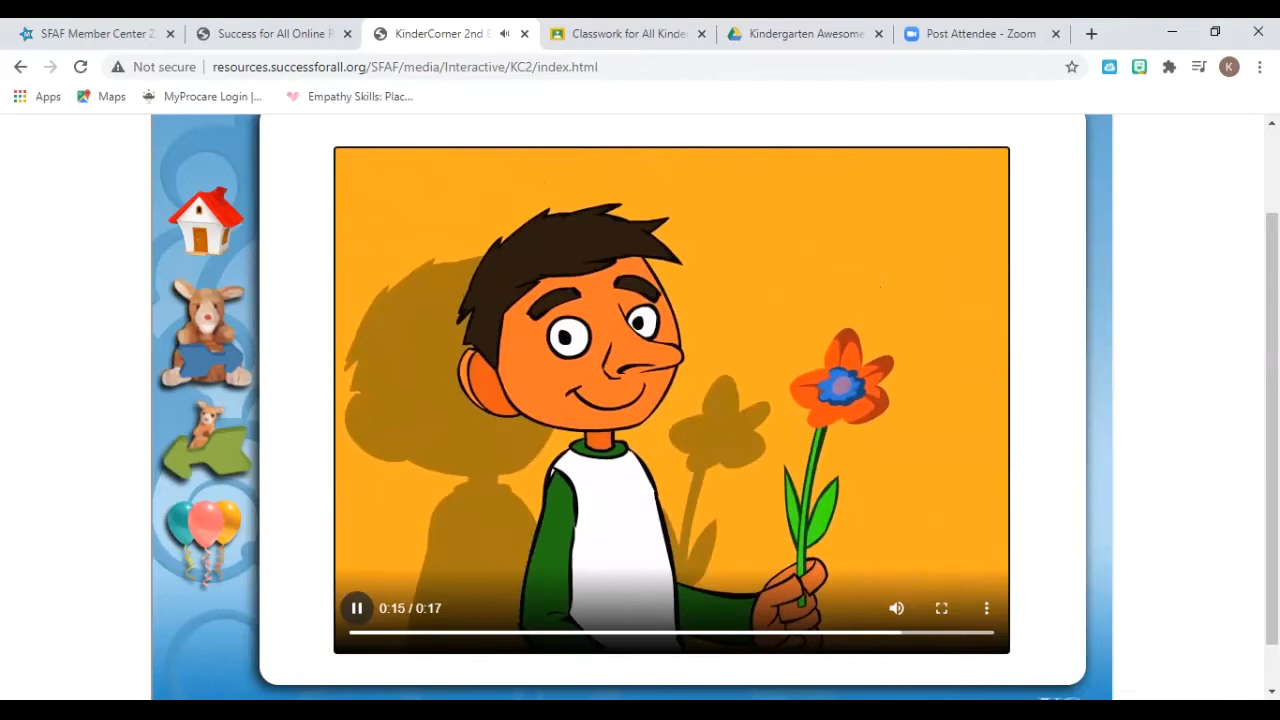 SFAF Member Center 2
Success for All Online R
KinderCorner 2nd E
Classwork for All Kinder
Kindergarten Awesome
Post Attendee - Zoom
Not secure
resources.successforall.org/SFAF/media/Interactive/KC2/index.html
K
Apps
Maps
MyProcare Login |...
Empathy Skills: Plac...
0:15 / 0:17